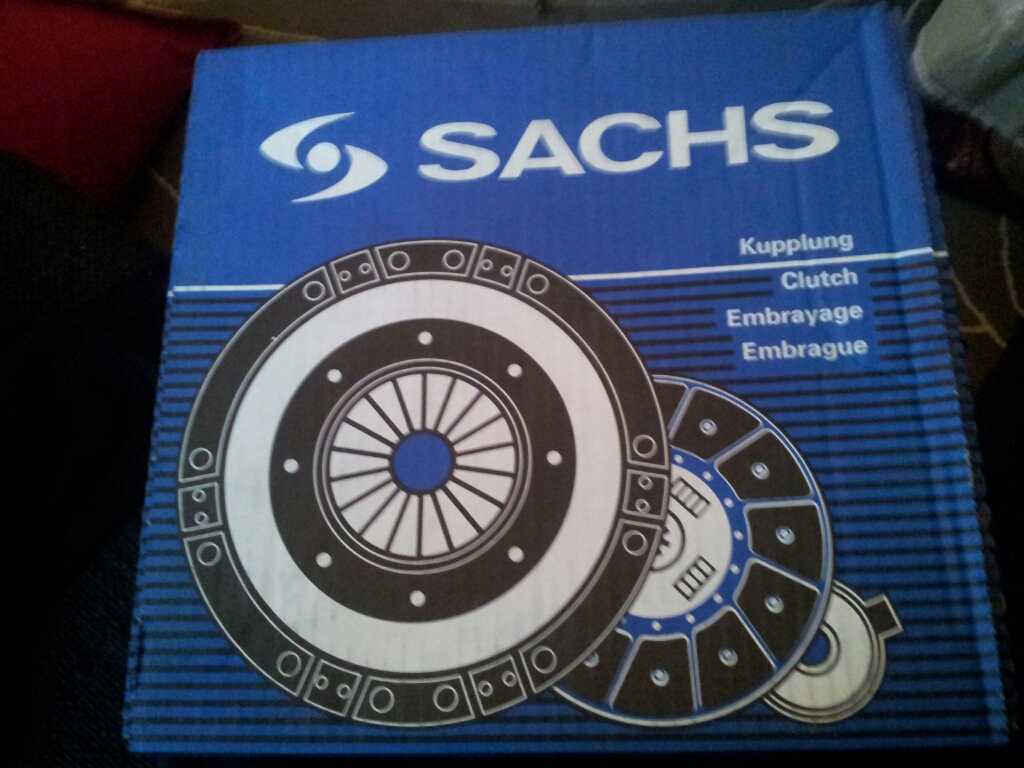 SACHS
Kupplung
Clutch
Embrayage
Embrague